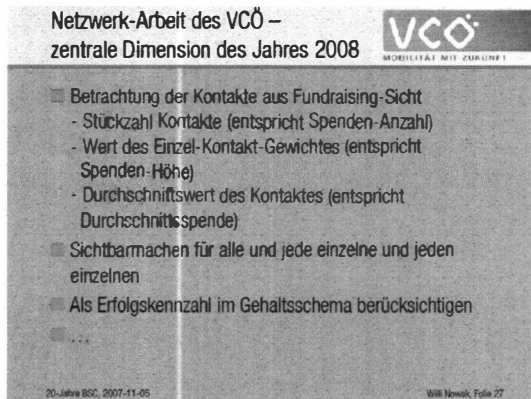 Netzwerk-Arbeit des VCÖ –
zentrale Dimension des Jahres 2008
VCÖ
MOBILITÄT MIT ZUKUNFT
Betrachtung der Kontakte aus Fundraising-Sicht
- Stückzahl Kontakte (entspricht Spenden-Anzahl)
- Wert des Einzel-Kontakt-Gewichtes (entspricht
Spenden-Höhe)
- Durchschnittswert des Kontaktes (entspricht
Durchschnittsspende)
Sichtbarmachen für alle und jede einzelne und jeden
einzelnen
Als Erfolgskennzahl im Gehaltsschema berücksichtigen
...
20-Jahre BSC, 2007-11-05
Willi Nowak, Folie 27